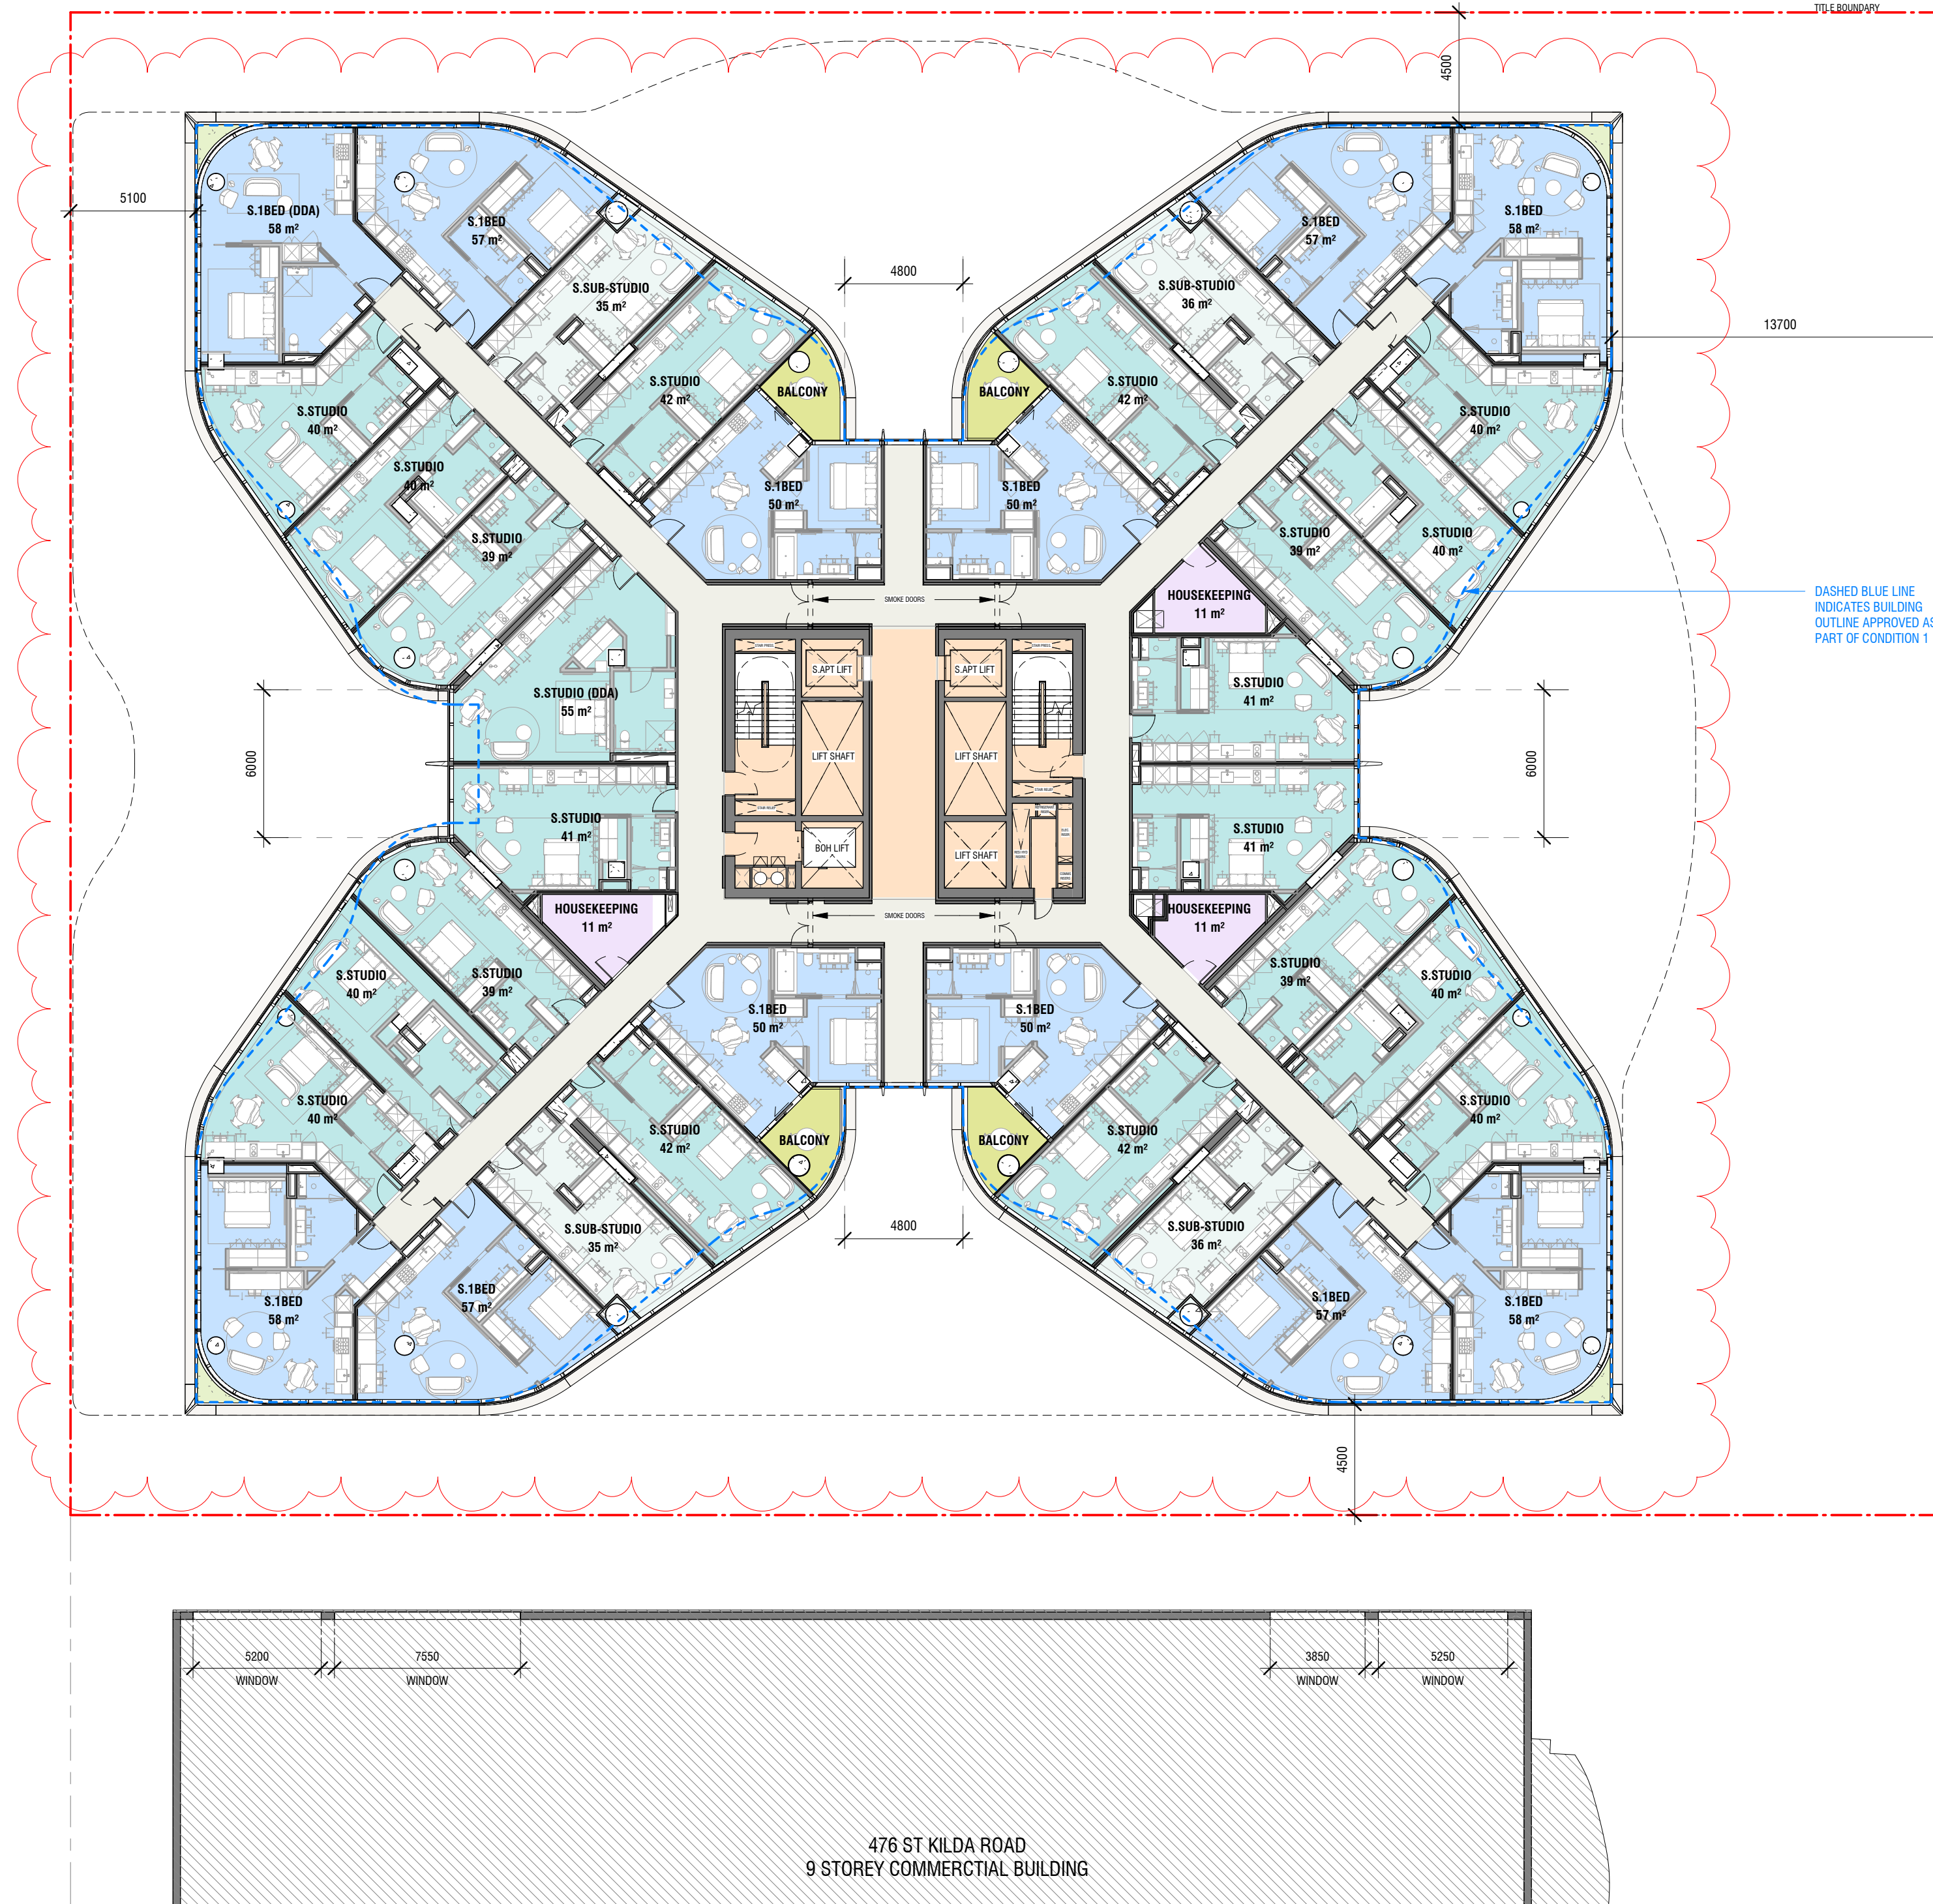 TITLE BOUNDARY
4500
5100
S.1BED (DDA)
58 m²
S.1BED
57 m²
S.SUB-STUDIO
35 m²
S.STUDIO
42 m²
BALCONY
4800
BALCONY
S.STUDIO
42 m²
S.SUB-STUDIO
36 m²
S.1BED
57 m²
S.1BED
58 m²
13700
S.STUDIO
40 m²
S.STUDIO
40 m²
S.STUDIO
39 m²
S.1BED
50 m²
S.1BED
50 m²
S.STUDIO
39 m²
S.STUDIO
40 m²
S.STUDIO
40 m²
DASHED BLUE LINE
INDICATES BUILDING
OUTLINE APPROVED AS
PART OF CONDITION 1
SMOKE DOORS
HOUSEKEEPING
11 m²
S.STUDIO (DDA)
55 m²
S.APT LIFT
S.APT LIFT
S.STUDIO
41 m²
6000
LIFT SHAFT
LIFT SHAFT
6000
S.STUDIO
41 m²
BOH LIFT
LIFT SHAFT
S.STUDIO
41 m²
HOUSEKEEPING
11 m²
SMOKE DOORS
HOUSEKEEPING
11 m²
S.STUDIO
40 m²
S.STUDIO
39 m²
S.1BED
50 m²
S.1BED
50 m²
S.STUDIO
39 m²
S.STUDIO
40 m²
S.STUDIO
40 m²
S.STUDIO
42 m²
BALCONY
BALCONY
S.STUDIO
42 m²
S.STUDIO
40 m²
S.SUB-STUDIO
35 m²
4800
S.SUB-STUDIO
36 m²
S.1BED
58 m²
S.1BED
57 m²
S.1BED
57 m²
S.1BED
58 m²
4500
5200
WINDOW
7550
WINDOW
3850
WINDOW
5250
WINDOW
476 ST KILDA ROAD
9 STOREY COMMERCTIAL BUILDING